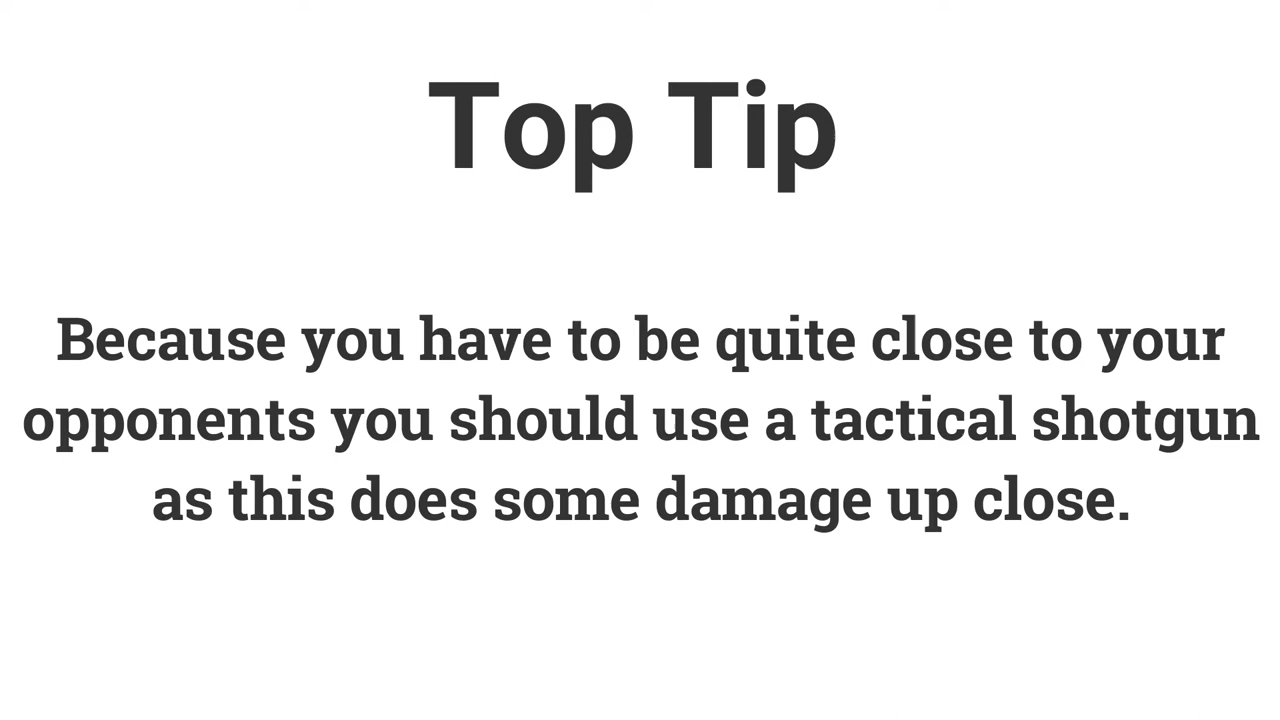 Top Tip
Because you have to be quite close to your
opponents you should use a tactical shotgun
as this does some damage up close.